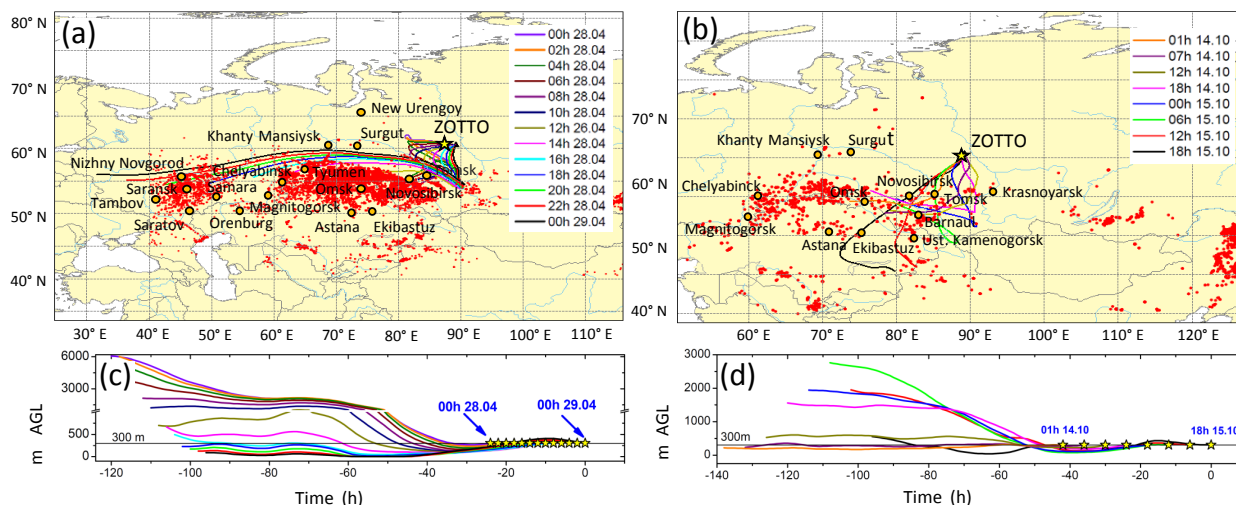 (a)
80° N
70° N
60° N
50° N
40° N
30° E
40° E
50° E
60° E
70° E
80° E
90° E
100° E
110° E
New Urengoy
ZOTTO
Khanty Mansiysk
Surgut
Nizhny Novgorod
Chelyabinsk
Tyumen
Tomsk
Saransk
Samara
Omsk
Novosibirsk
Tambov
Magnitogorsk
Saratov
Orenburg
Astana
Ekibastuz
00h 28.04
02h 28.04
04h 28.04
06h 28.04
08h 28.04
10h 28.04
12h 26.04
14h 28.04
16h 28.04
18h 28.04
20h 28.04
22h 28.04
00h 29.04
(b)
70° N
60° N
50° N
40° N
60° E
70° E
80° E
90° E
100° E
110° E
120° E
ZOTTO
Khanty Mansiysk
Surgut
Chelyabinck
Omsk
Novosibirsk
Krasnoyarsk
Tomsk
Magnitogorsk
Barnaul
Astana
Ekibastuz
Ust Kamenogorsk
01h 14.10
07h 14.10
12h 14.10
18h 14.10
00h 15.10
06h 15.10
12h 15.10
18h 15.10
(c)
m AGL
6000
3000
500
0
300 m
00h 28.04
00h 29.04
-120
-100
-80
-60
-40
-20
0
Time (h)
(d)
m AGL
3000
2000
1000
0
300m
01h 14.10
18h 15.10
-140
-120
-100
-80
-60
-40
-20
0
Time (h)